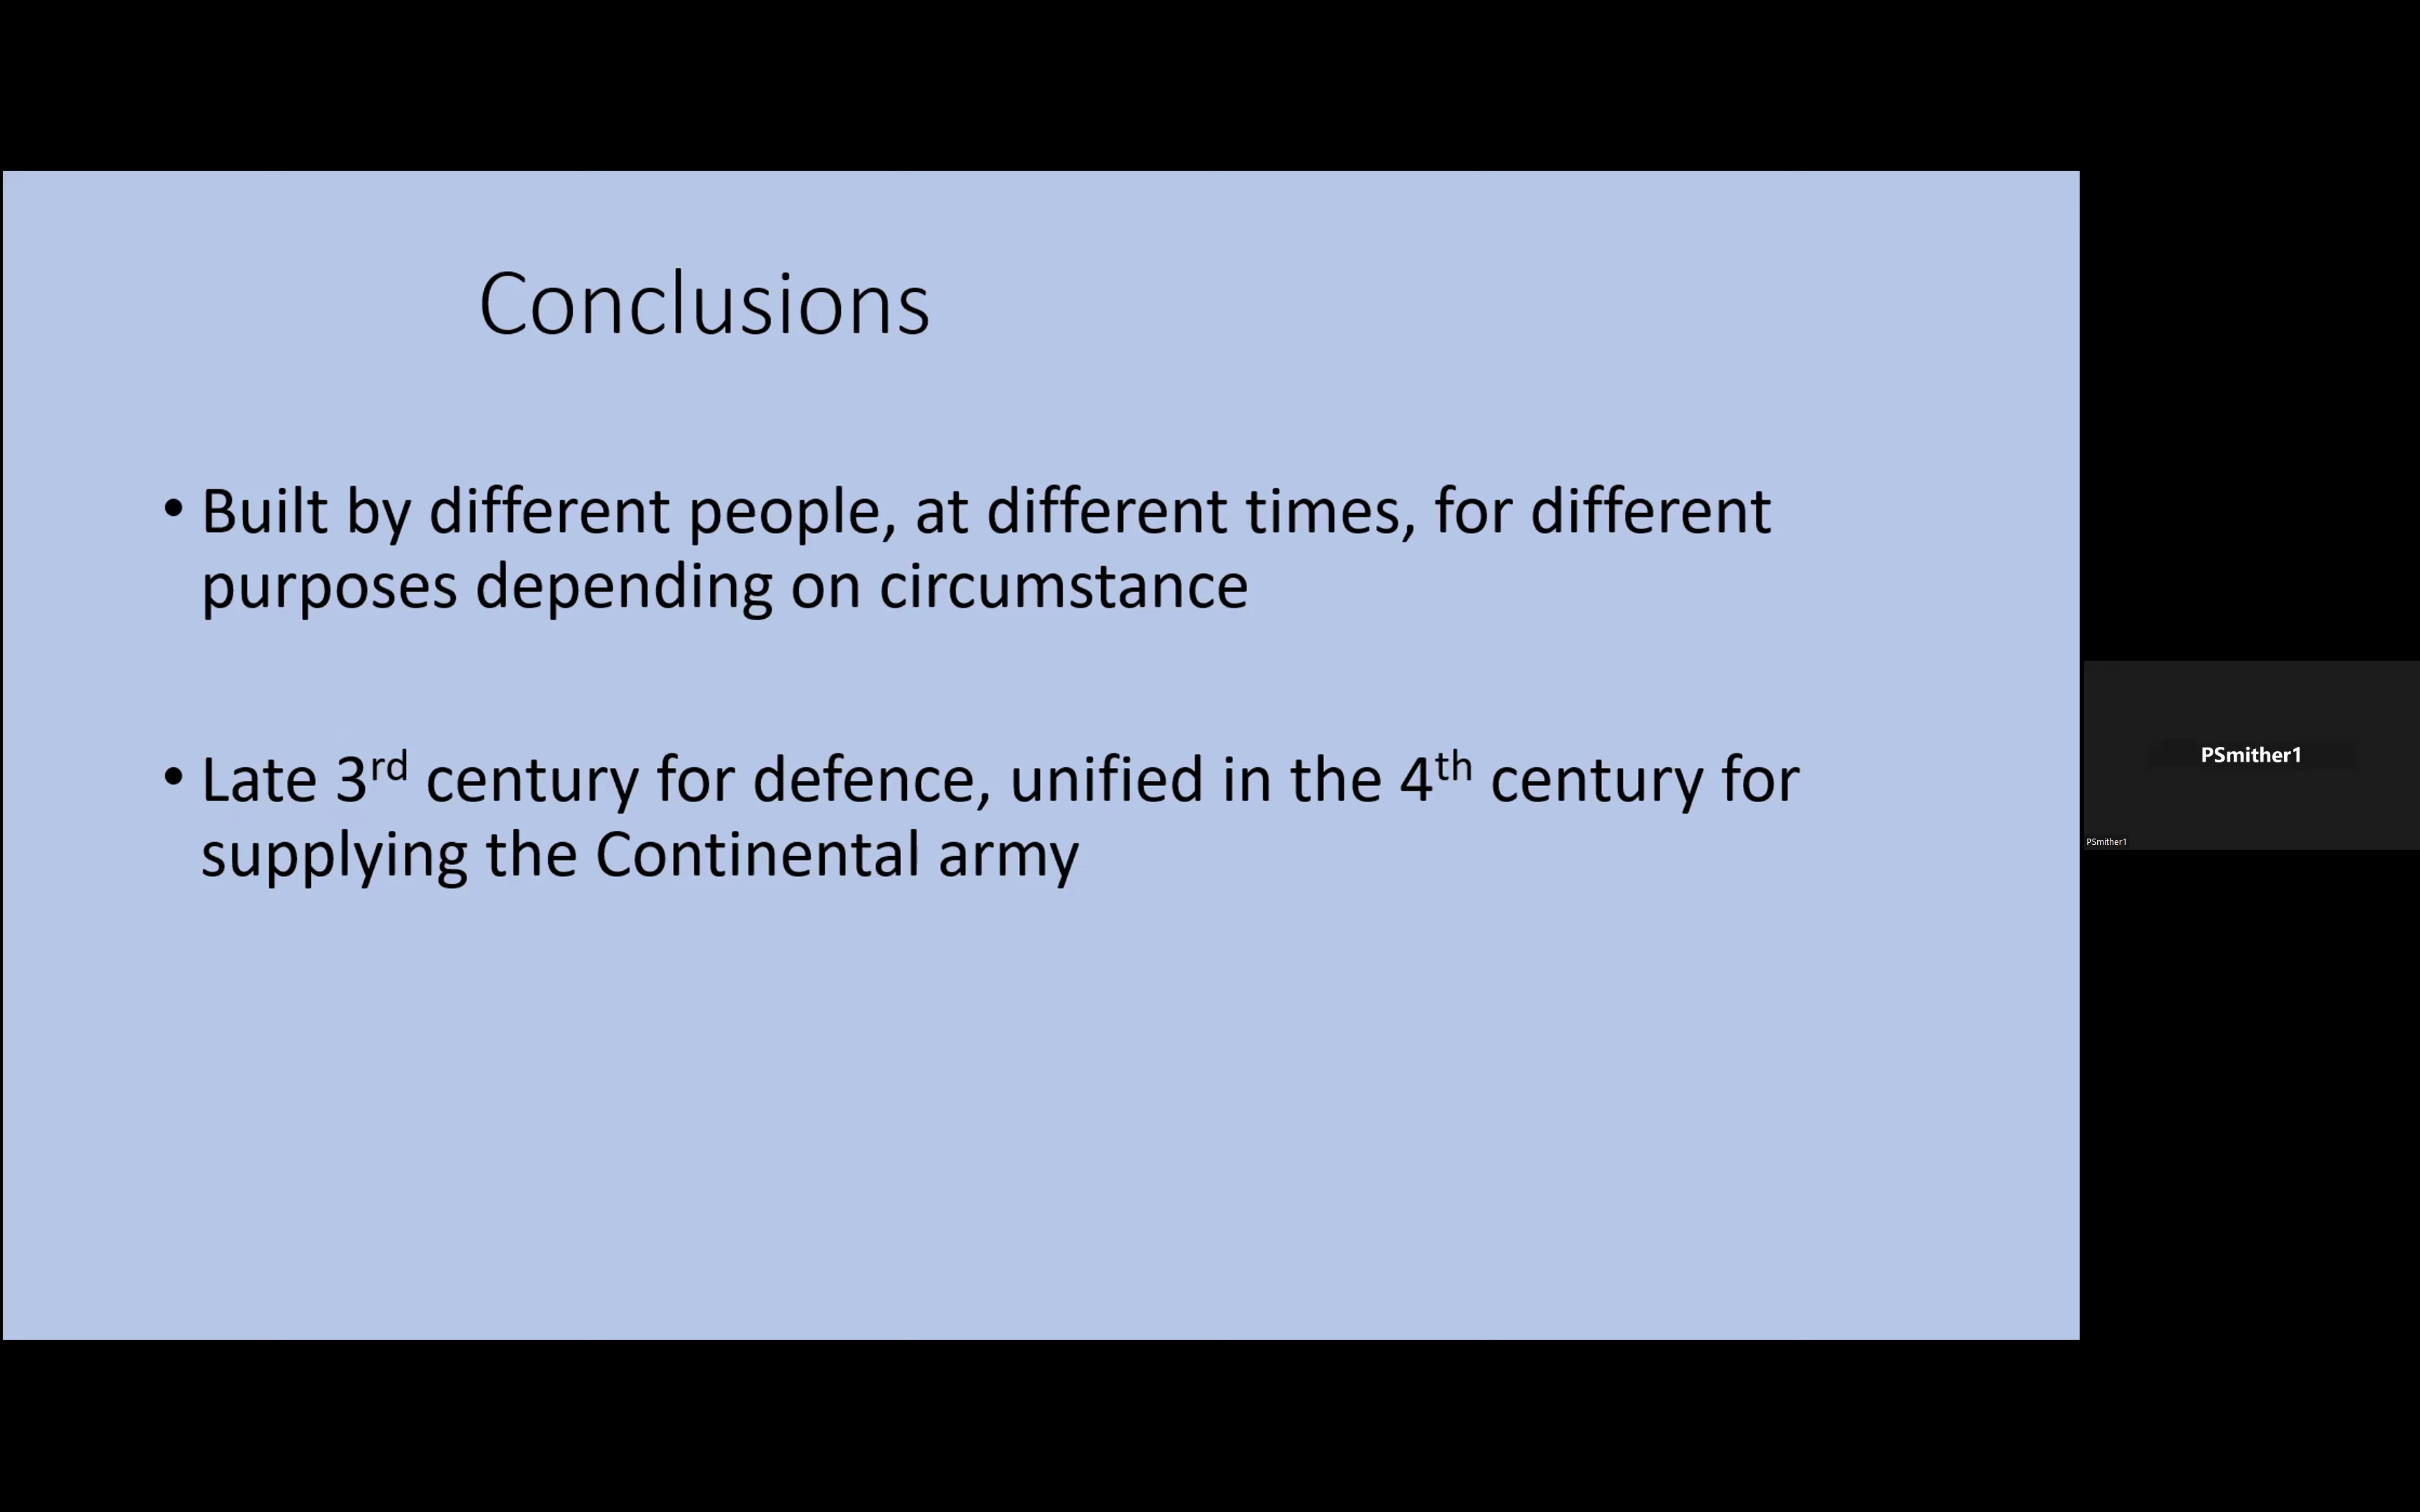 Conclusions
• Built by different people, at different times, for different
purposes depending on circumstance
• Late 3rd century for defence, unified in the 4th century for
supplying the Continental army
PSmither1
PSmither1